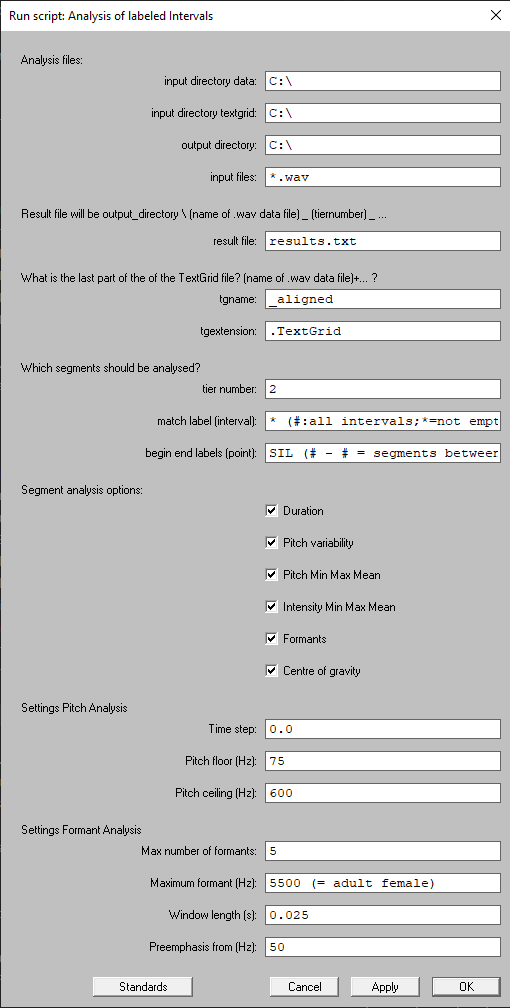 Run script: Analysis of labeled Intervals
Analysis files:
input directory data: C:\
input directory textgrid: C:\
output directory: C:\
input files: *.wav
Result file will be output_directory \ (name of .wav data file) _ (tiernumber) _ ...
result file: results.txt
What is the last part of the of the TextGrid file? (name of .wav data file)+... ?
tgname: _aligned
tgextension: .TextGrid
Which segments should be analysed?
tier number: 2
match label (interval): * (#:all intervals;*=not empt
begin end labels (point): SIL (# - # = segments between
Segment analysis options:
Duration
Pitch variability
Pitch Min Max Mean
Intensity Min Max Mean
Formants
Centre of gravity
Settings Pitch Analysis
Time step: 0.0
Pitch floor (Hz): 75
Pitch ceiling (Hz): 600
Settings Formant Analysis
Max number of formants: 5
Maximum formant (Hz): 5500 (= adult female)
Window length (s): 0.025
Preemphasis from (Hz): 50
Standards Cancel Apply OK